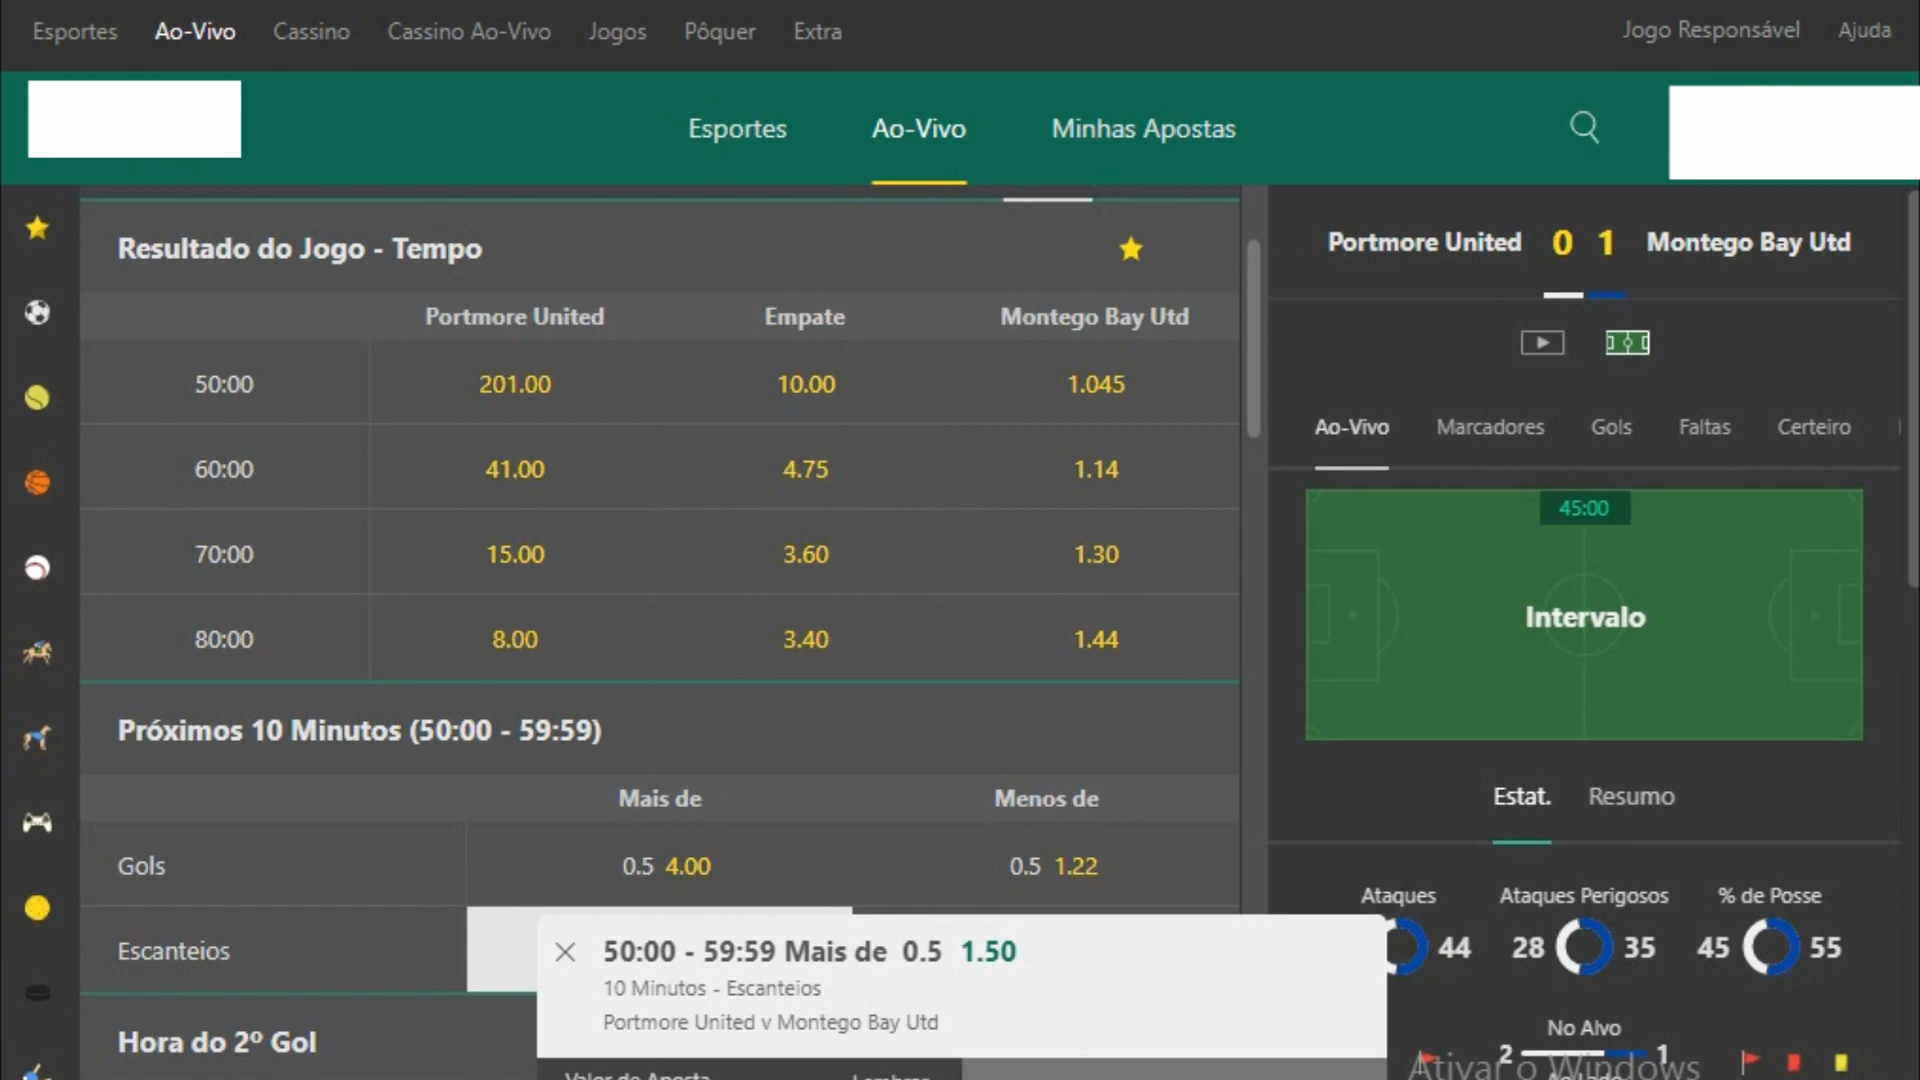 Esportes Ao-Vivo Cassino Cassino Ao-Vivo Jogos Pôquer Extra Jogo Responsável Ajuda
Esportes Ao-Vivo Minhas Apostas
Resultado do Jogo - Tempo
Portmore United Empate Montego Bay Utd
50:00 201.00 10.00 1.045
60:00 41.00 4.75 1.14
70:00 15.00 3.60 1.30
80:00 8.00 3.40 1.44
Próximos 10 Minutos (50:00 - 59:59)
Mais de Menos de
Gols 0.5 4.00 0.5 1.22
Escanteios
Hora do 2º Gol
50:00 - 59:59 Mais de 0.5 1.50
10 Minutos - Escanteios
Portmore United v Montego Bay Utd
Valor de Aposta
Portmore United 0 1 Montego Bay Utd
Ao-Vivo Marcadores Gols Faltas Certeiro
45:00
Intervalo
Estat. Resumo
Ataques Ataques Perigosos % de Posse
44 28 35 45 55
No Alvo
2 1
Ativar o Windows